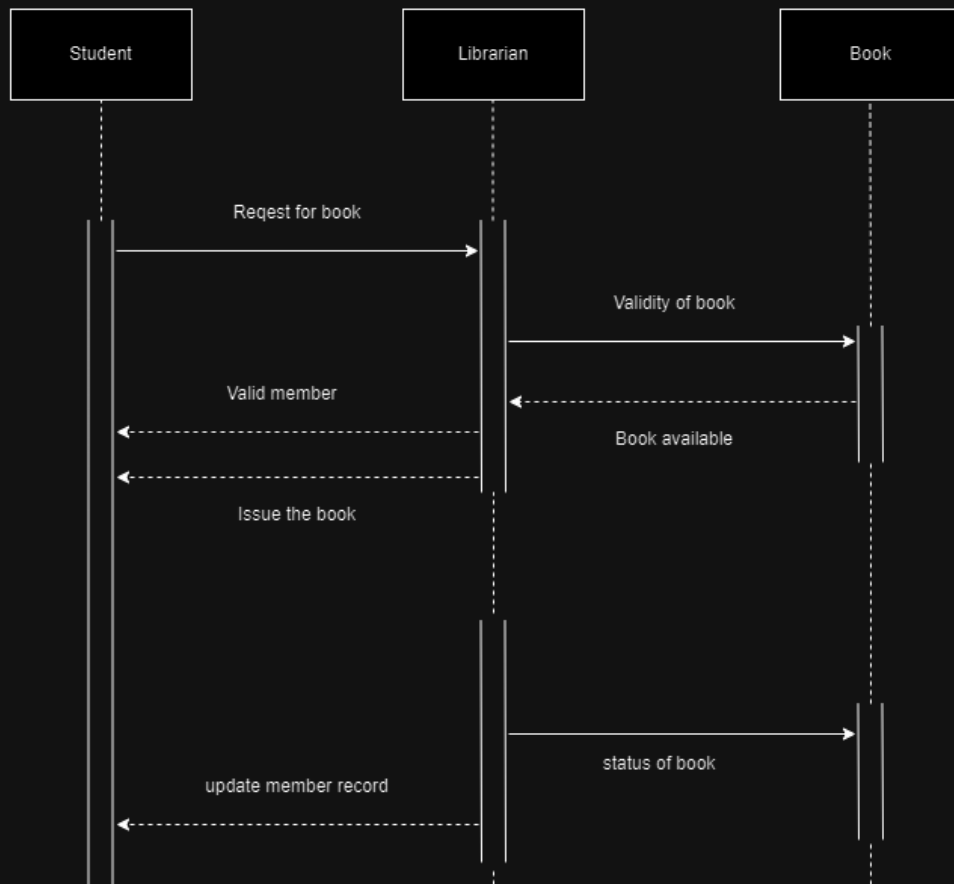 Student
Librarian
Book
Reqest for book
Validity of book
Valid member
Book available
Issue the book
status of book
update member record